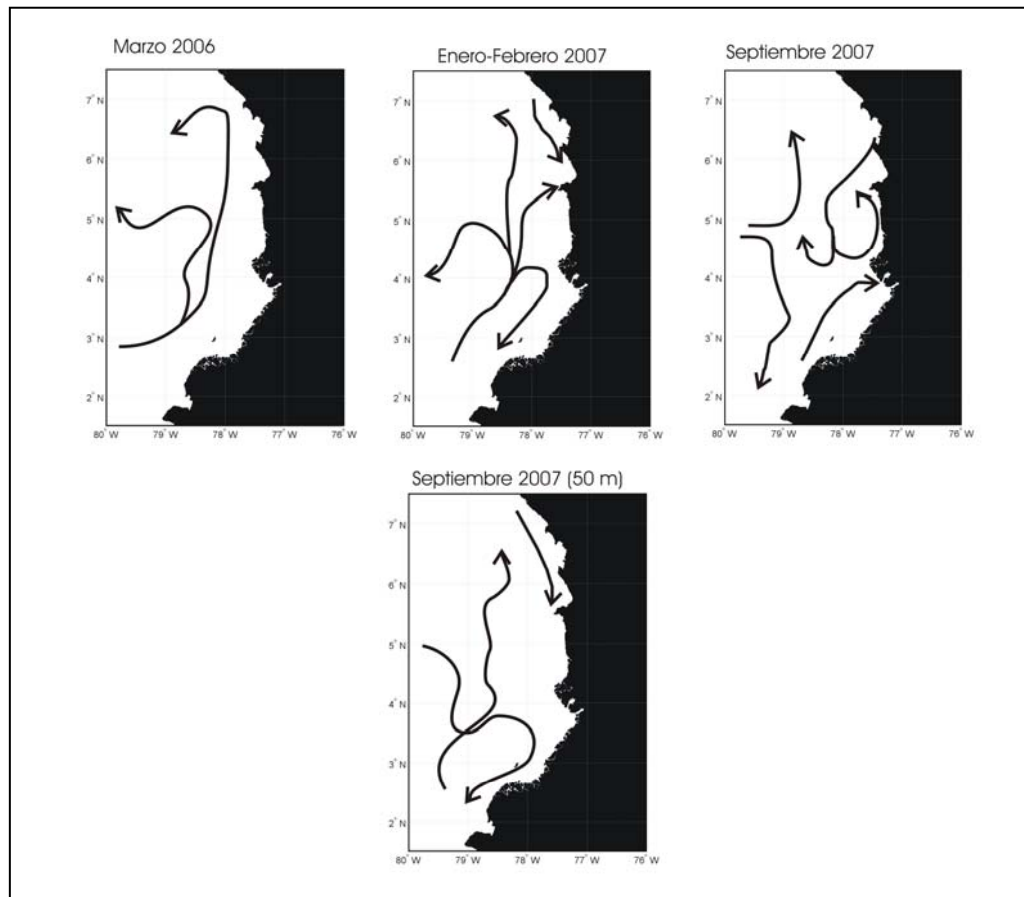 Marzo 2006
7° N
6° N
5° N
4° N
3° N
2° N
80° W 79° W 78° W 77° W 76° W
Enero-Febrero 2007
7° N
6° N
5° N
4° N
3° N
2° N
80° W 79° W 78° W 77° W 76° W
Septiembre 2007
7° N
6° N
5° N
4° N
3° N
2° N
80° W 79° W 78° W 77° W 76° W
Septiembre 2007 (50 m)
7° N
6° N
5° N
4° N
3° N
2° N
80° W 79° W 78° W 77° W 76° W